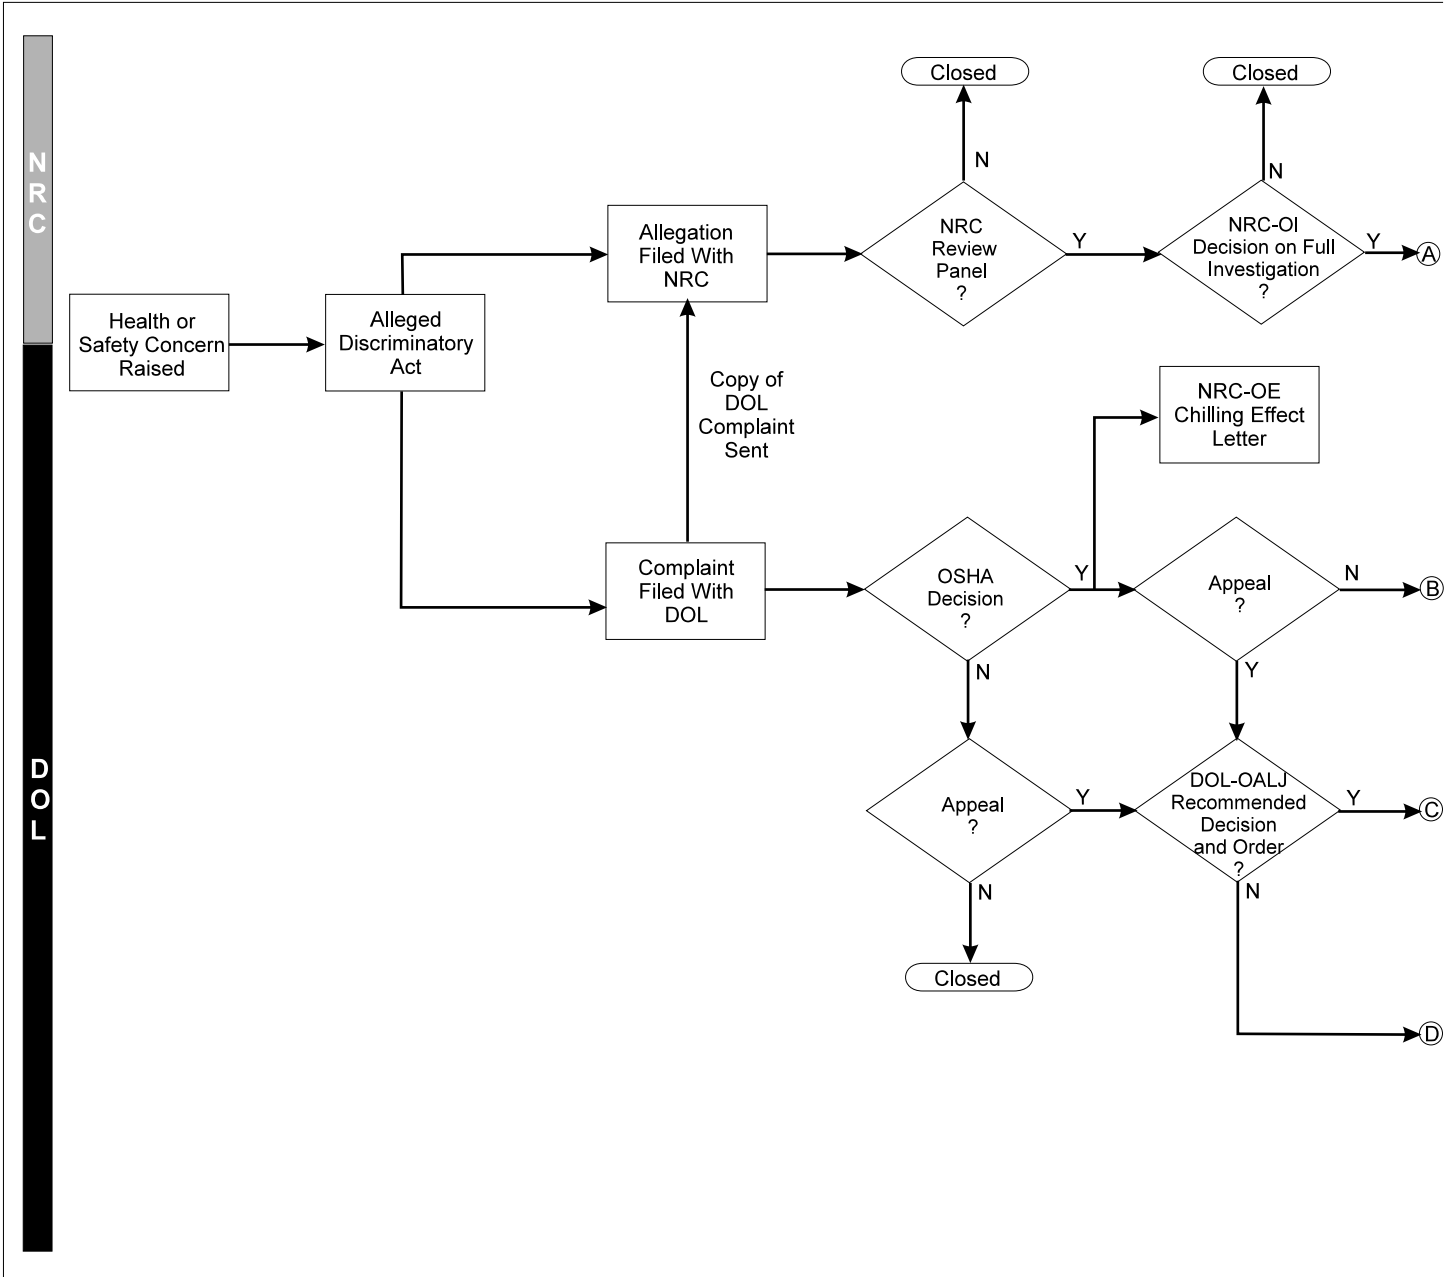 N
R
C
D
O
L
Health or
Safety Concern
Raised
Alleged
Discriminatory
Act
Allegation
Filed With
NRC
Copy of
DOL
Complaint
Sent
Complaint
Filed With
DOL
Closed
N
NRC
Review
Panel
?
Y
Closed
N
NRC-OI
Decision on Full
Investigation
?
Y
A
NRC-OE
Chilling Effect
Letter
OSHA
Decision
?
Y
N
Appeal
?
N
B
Y
Appeal
?
Y
N
Closed
DOL-OALJ
Recommended
Decision
and Order
?
Y
C
N
D